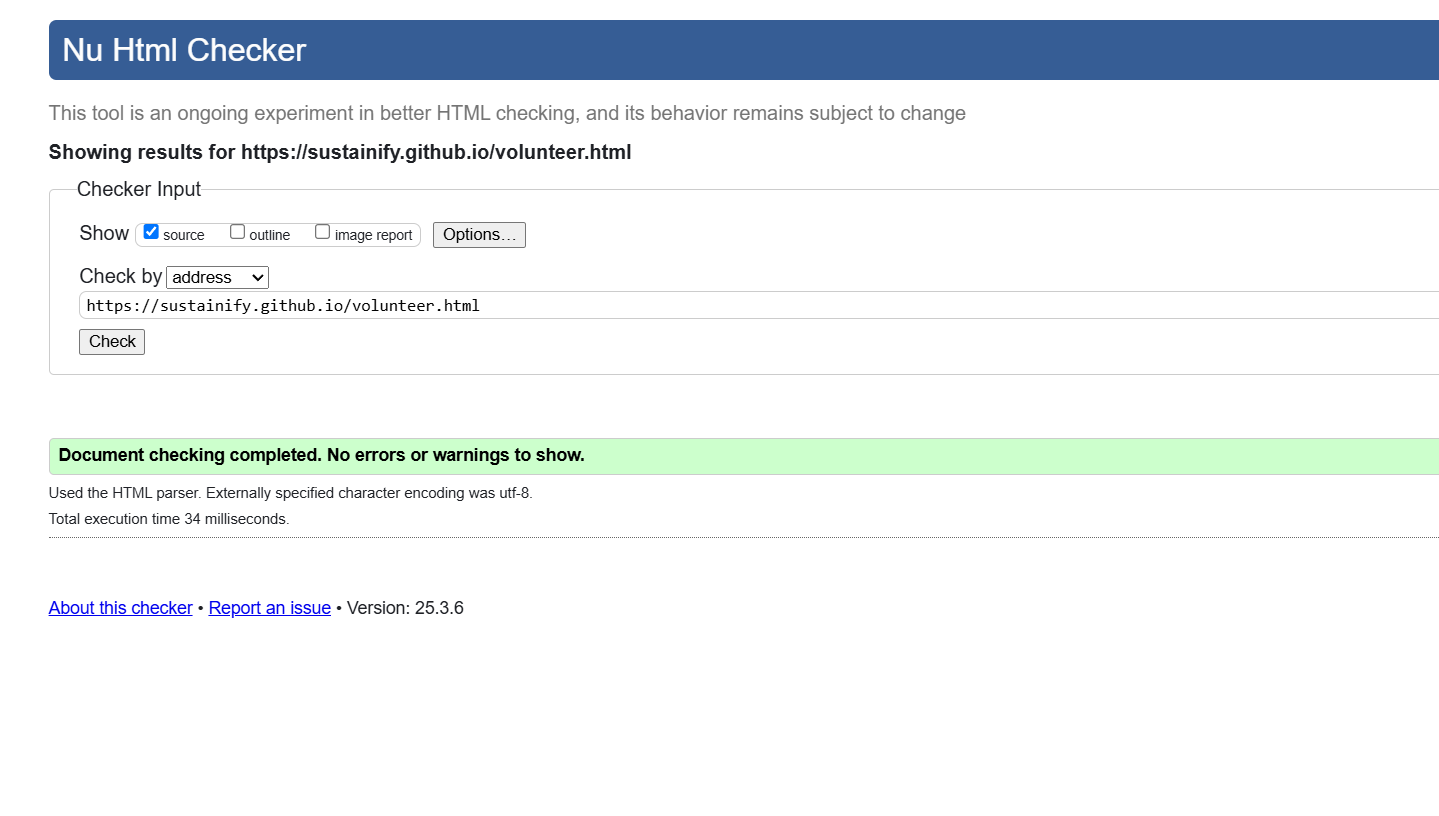 Nu Html Checker
This tool is an ongoing experiment in better HTML checking, and its behavior remains subject to change
Showing results for https://sustainify.github.io/volunteer.html
Checker Input
Show source outline image report Options…
Check by address
https://sustainify.github.io/volunteer.html
Check
Document checking completed. No errors or warnings to show.
Used the HTML parser. Externally specified character encoding was utf-8.
Total execution time 34 milliseconds.
About this checker • Report an issue • Version: 25.3.6